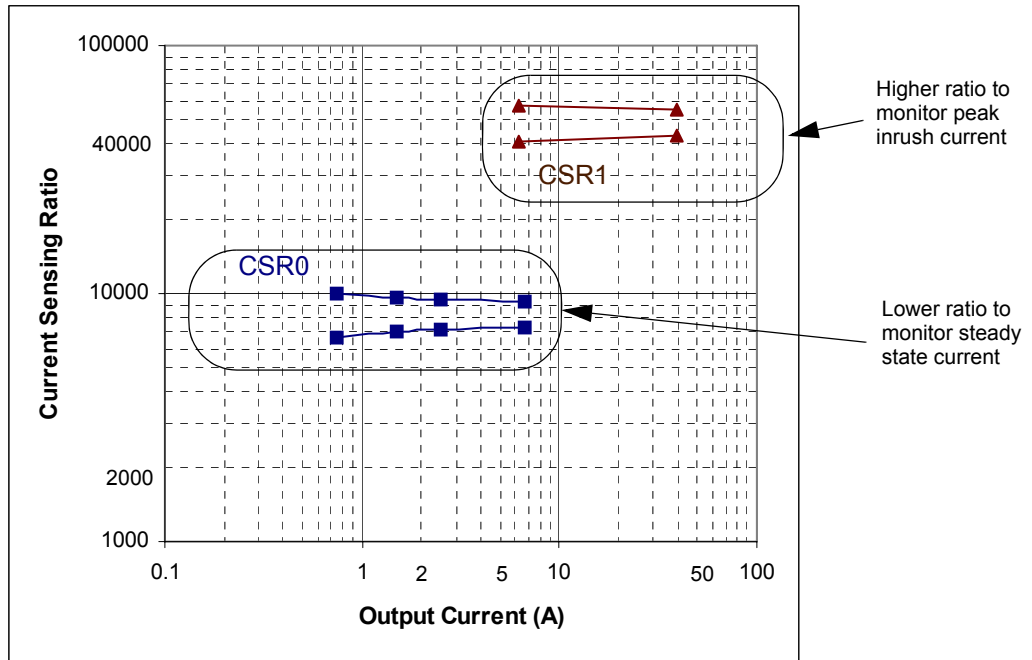 100000
40000
10000
2000
1000
Current Sensing Ratio
CSR1
CSR0
0.1
1
2
5
10
50
100
Output Current (A)
Higher ratio to
monitor peak
inrush current
Lower ratio to
monitor steady
state current